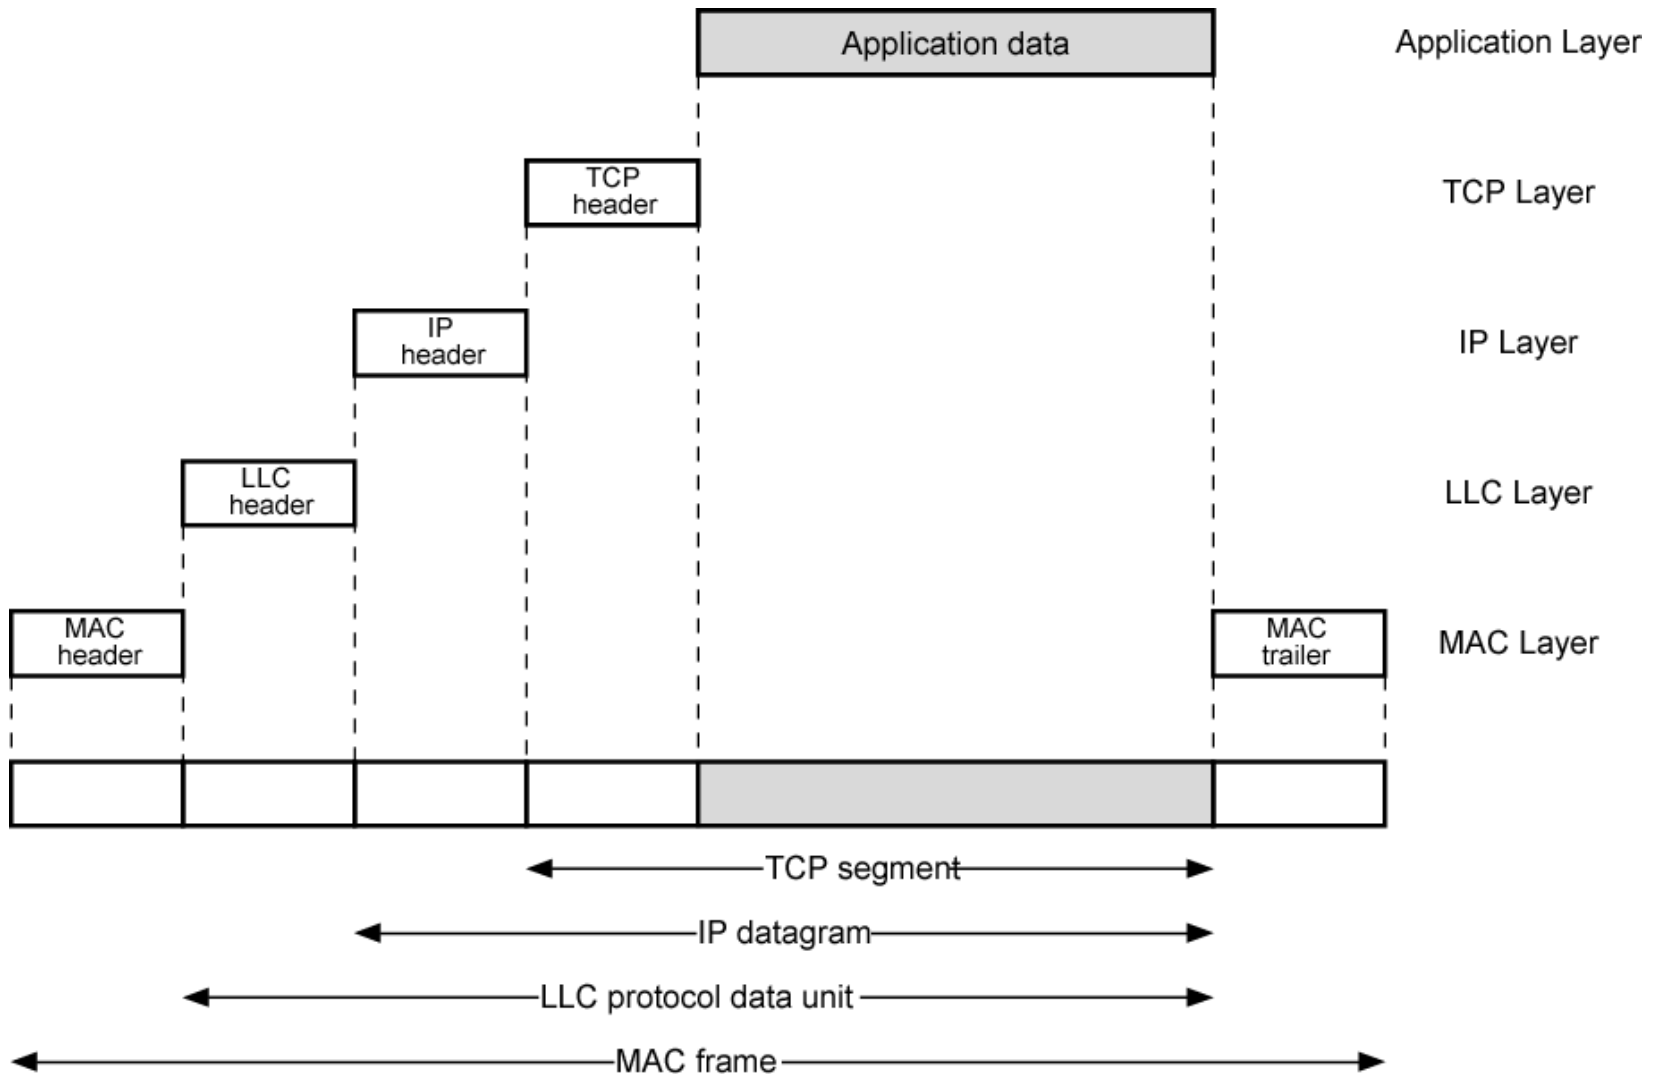 Application data
Application Layer
TCP
header
TCP Layer
IP
header
IP Layer
LLC
header
LLC Layer
MAC
header
MAC
trailer
MAC Layer
TCP segment
IP datagram
LLC protocol data unit
MAC frame